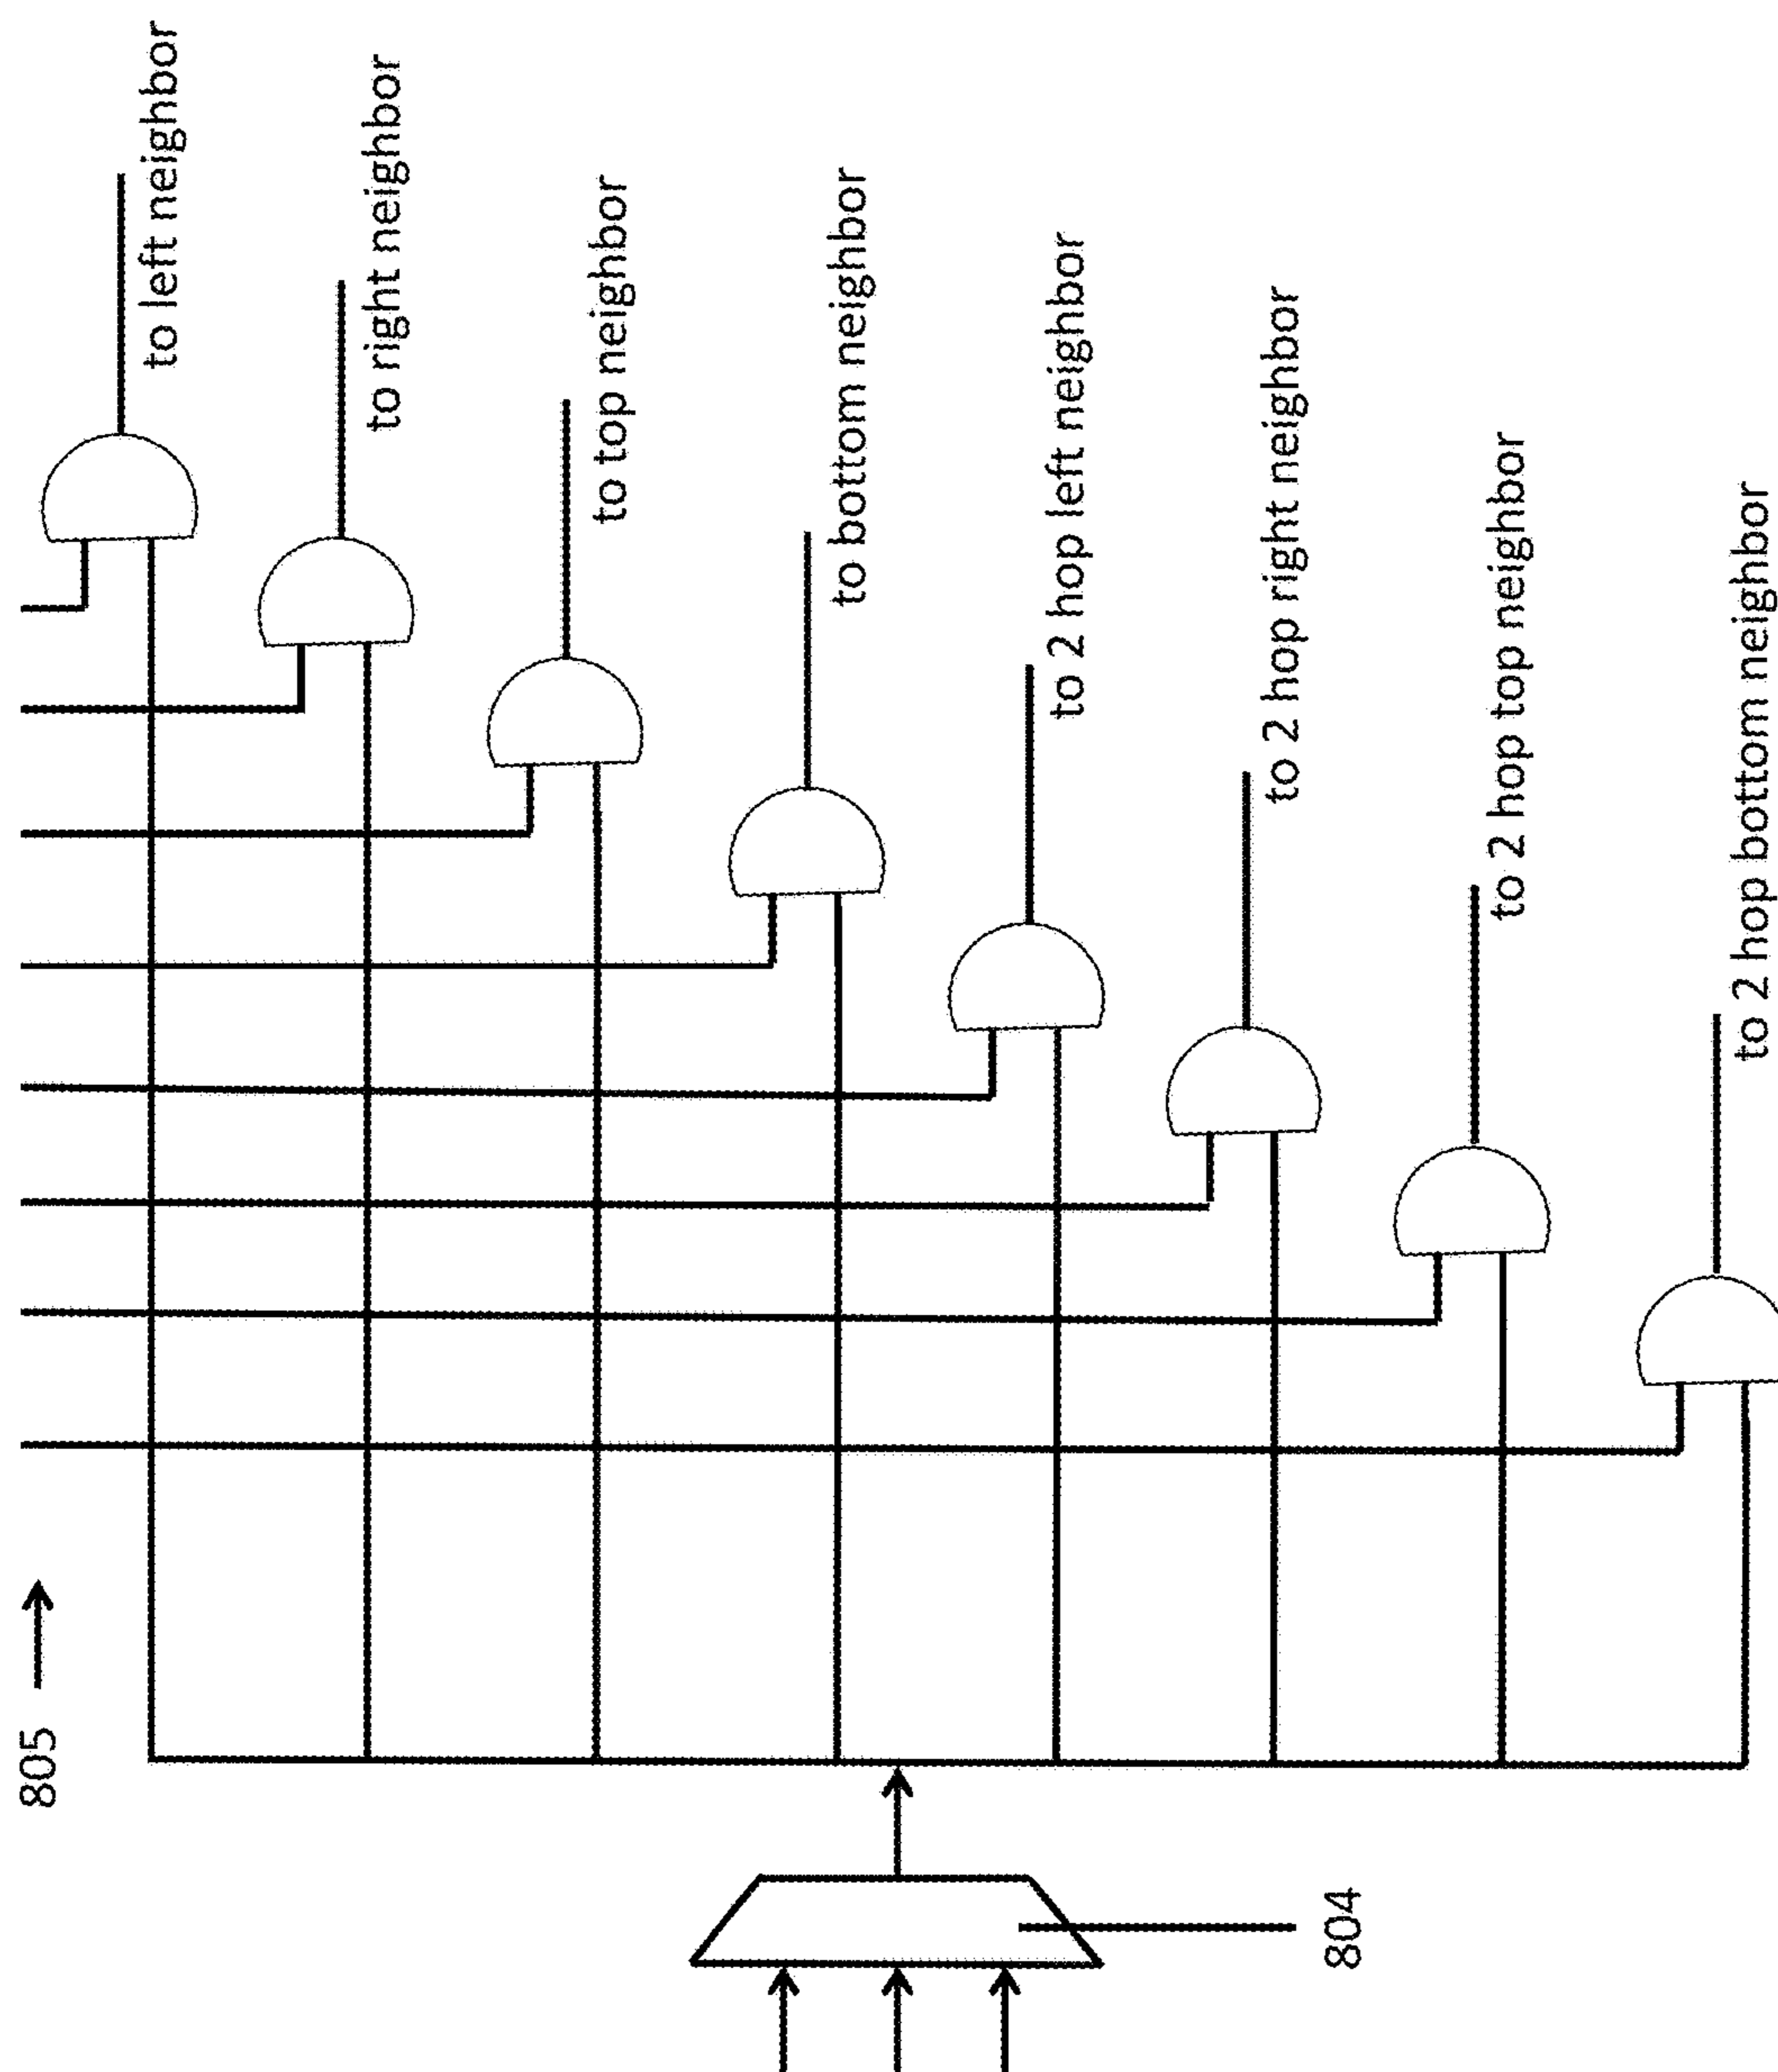 805
to left neighbor
to right neighbor
to top neighbor
to bottom neighbor
to 2 hop left neighbor
to 2 hop right neighbor
to 2 hop top neighbor
to 2 hop bottom neighbor
804